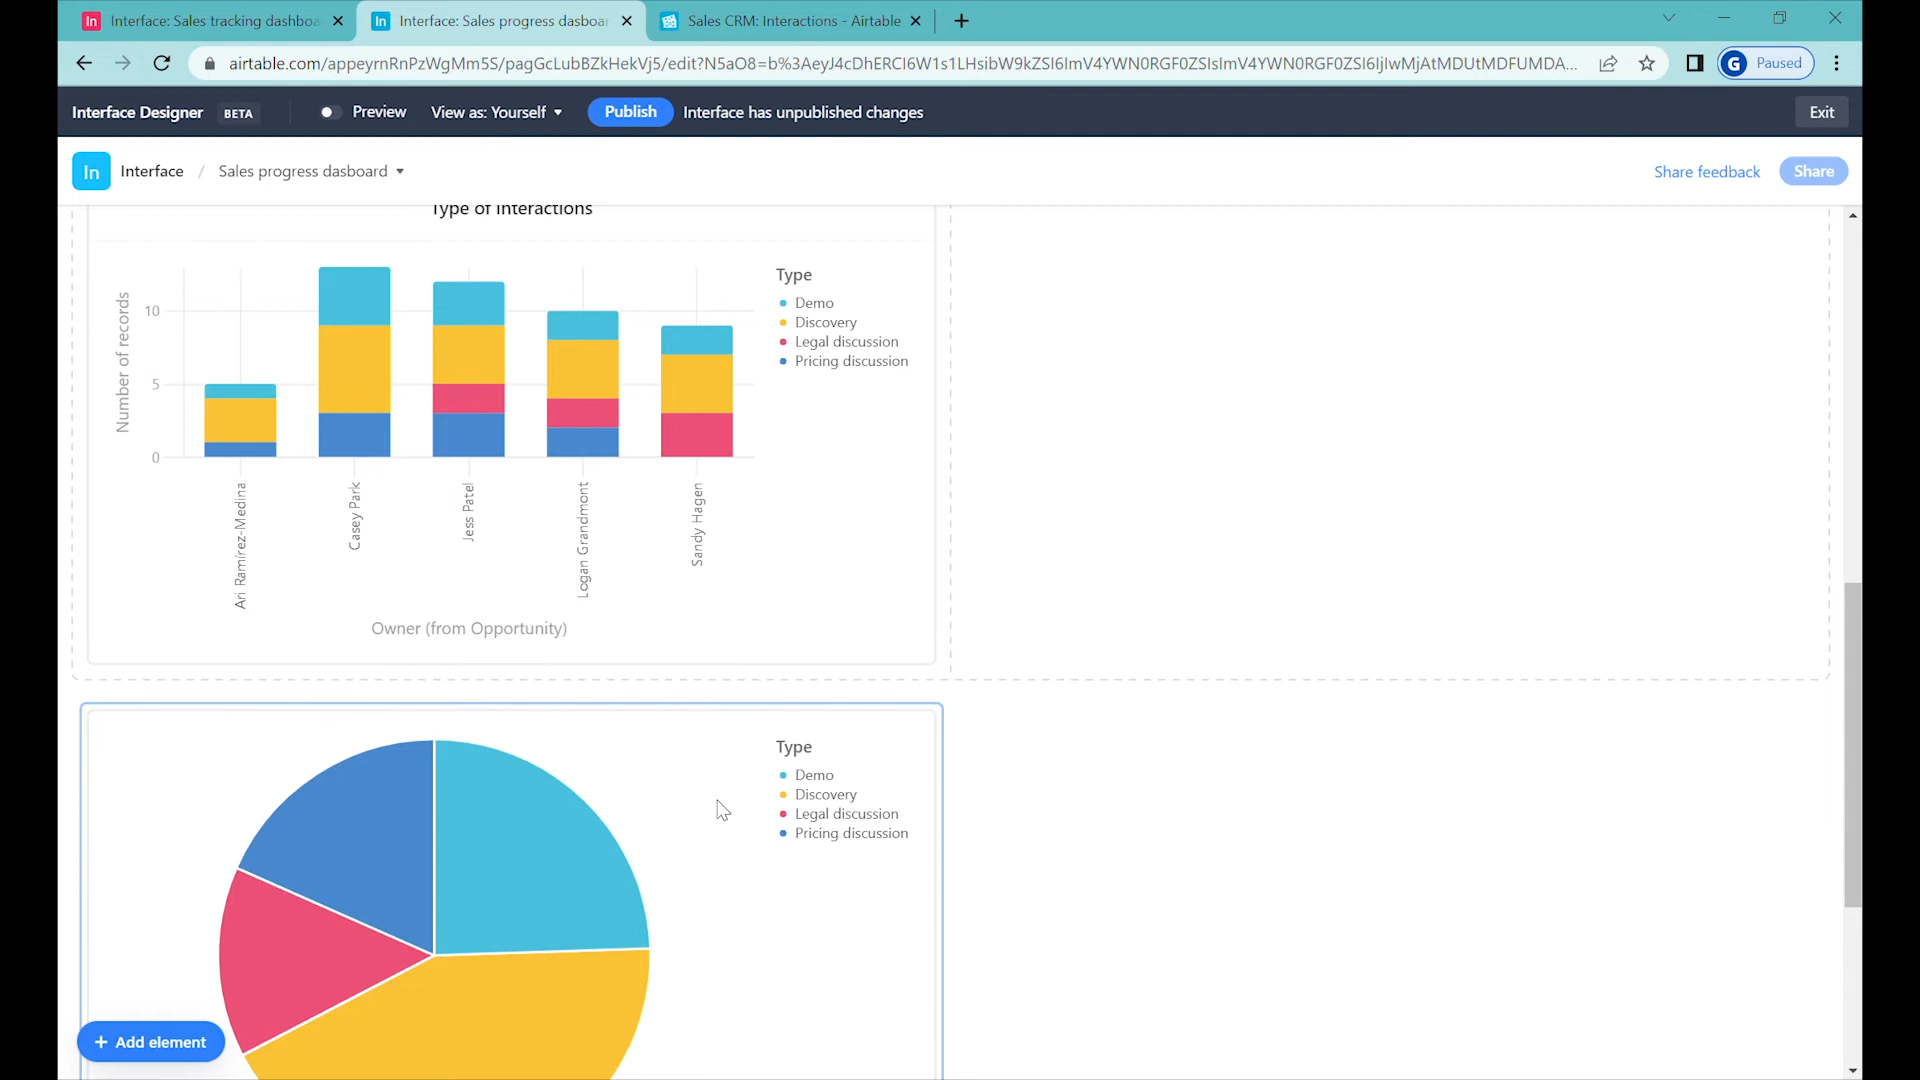 In Interface: Sales tracking dashboa
In Interface: Sales progress dasboar
Sales CRM: Interactions - Airtable
airtable.com/appeyrnRnPzWgMm5S/pagGcLubBZkHekVj5/edit?N5aO8=b%3AeyJ4cDhERCI6W1s1LHsibW9kZSI6ImV4YWN0RGF0ZSIsImV4YWN0RGF0ZSI6IjIwMjAtMDUtMDFUMDA...
G Paused
Interface Designer BETA Preview View as: Yourself Publish Interface has unpublished changes Exit
In Interface / Sales progress dasboard Share feedback Share
Type of Interactions
Number of records
10
5
0
Type
Demo
Discovery
Legal discussion
Pricing discussion
Ari Ramírez-Medina
Casey Park
Jess Patel
Logan Grandmont
Sandy Hagen
Owner (from Opportunity)
Type
Demo
Discovery
Legal discussion
Pricing discussion
+ Add element